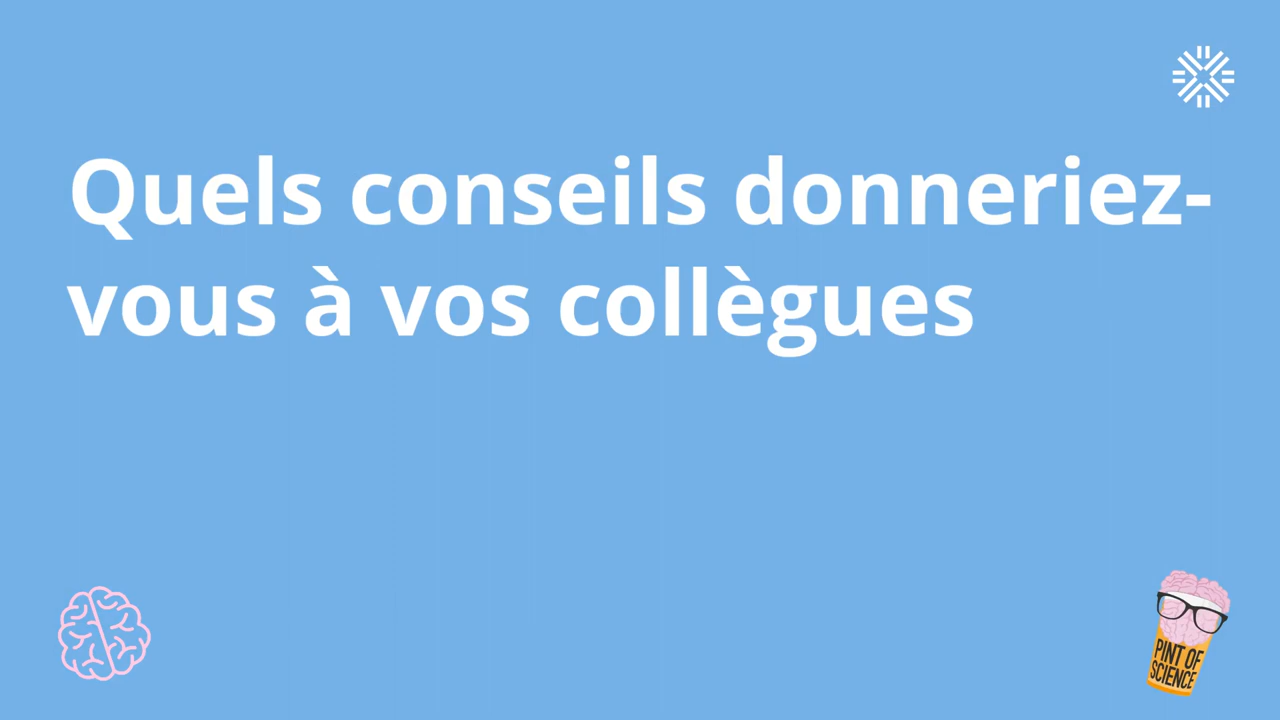 Quels conseils donneriez-
vous à vos collègues
PINT OF
SCIENCE